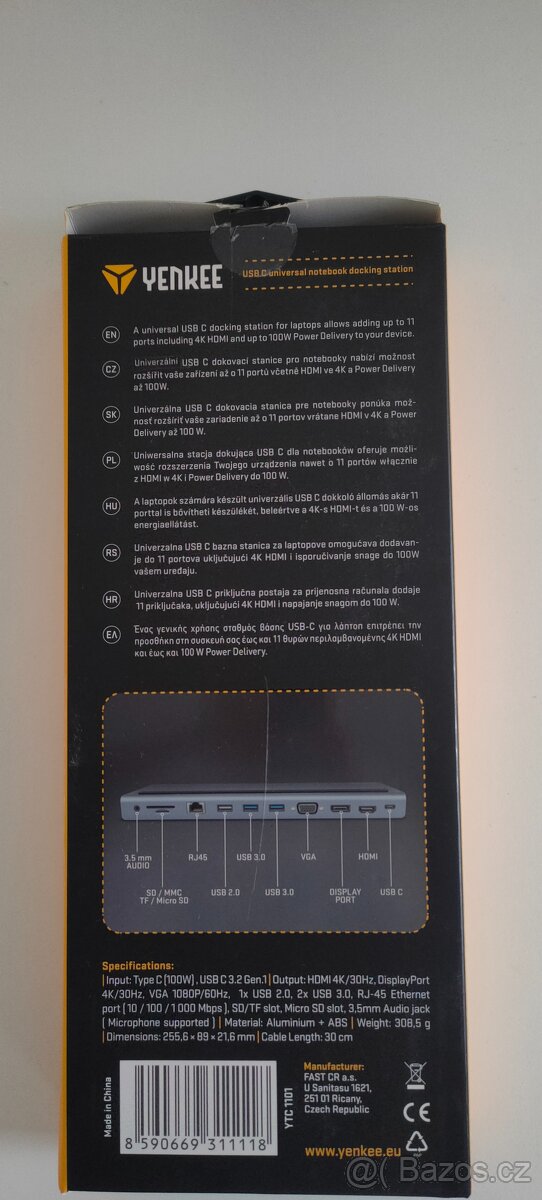 YENKEE
USB C universal notebook docking station
EN
A universal USB C docking station for laptops allows adding up to 11
ports including 4K HDMI and up to 100W Power Delivery to your device.
CZ
Univerzální USB C dokovací stanice pro notebooky nabízí možnost
rozšířit vaše zařízení až o 11 portů včetně HDMI ve 4K a Power Delivery
až 100W.
SK
Univerzálna USB C dokovacia stanica pre notebooky ponúka mož-
nosť rozšíriť vaše zariadenie až o 11 portov vrátane HDMI v 4K a Power
Delivery až 100 W.
PL
Uniwersalna stacja dokująca USB C dla notebooków oferuje możli-
wość rozszerzenia Twojego urządzenia nawet o 11 portów włącznie
z HDMI w 4K i Power Delivery do 100 W.
HU
A laptopok számára készült univerzális USB C dokkoló állomás akár 11
porttal is bővítheti készülékét, beleértve a 4K-s HDMI-t és a 100 W-os
energiaellátást.
RS
Univerzalna USB C bazna stanica za laptopove omogućava dodavan-
je do 11 portova uključujući 4K HDMI i isporučivanje snage do 100W
vašem uređaju.
HR
Univerzalna USB C priključna postaja za prijenosna računala dodaje
11 priključaka, uključujući 4K HDMI i napajanje snagom do 100 W.
ΕΛ
Ένας γενικής χρήσης σταθμός βάσης USB-C για λάπτοπ επιτρέπει την
προσθήκη στη συσκευή σας έως και 11 θυρών περιλαμβανομένης 4K HDMI
και έως και 100 W Power Delivery.
3.5 mm
AUDIO
RJ45
USB 3.0
VGA
HDMI
SD / MMC
TF / Micro SD
USB 2.0
USB 3.0
DISPLAY
PORT
USB C
Specifications:
| Input: Type C (100W), USB C 3.2 Gen.1 | Output: HDMI 4K/30Hz, DisplayPort
4K/30Hz, VGA 1080P/60Hz, 1x USB 2.0, 2x USB 3.0, RJ-45 Ethernet
port (10 / 100 / 1 000 Mbps), SD/TF slot, Micro SD slot, 3.5mm Audio jack
( Microphone supported ) | Material: Aluminium + ABS | Weight: 308,5 g
| Dimensions: 255,6 × 89 × 21,6 mm | Cable Length: 30 cm
Made in China
8 590669 311118
YTC 1101
Manufacturer:
FAST CR a.s.
U Sanitasu 1621,
251 01 Ricany,
Czech Republic
CE
www.yenkee.eu
Bazoš.cz